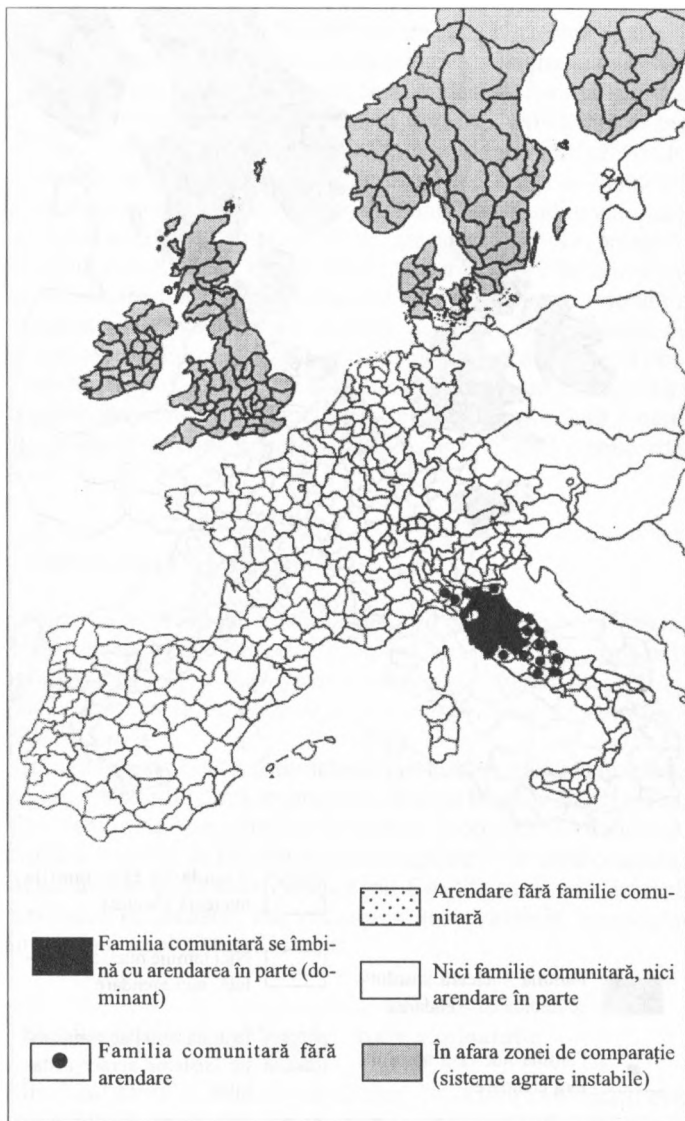 Arendare fără familie comu-
nitară
Familia comunitară se îmbi-
nă cu arendarea în parte (do-
minant)
Nici familie comunitară, nici
arendare în parte
Familia comunitară fără
arendare
În afara zonei de comparație
(sisteme agrare instabile)